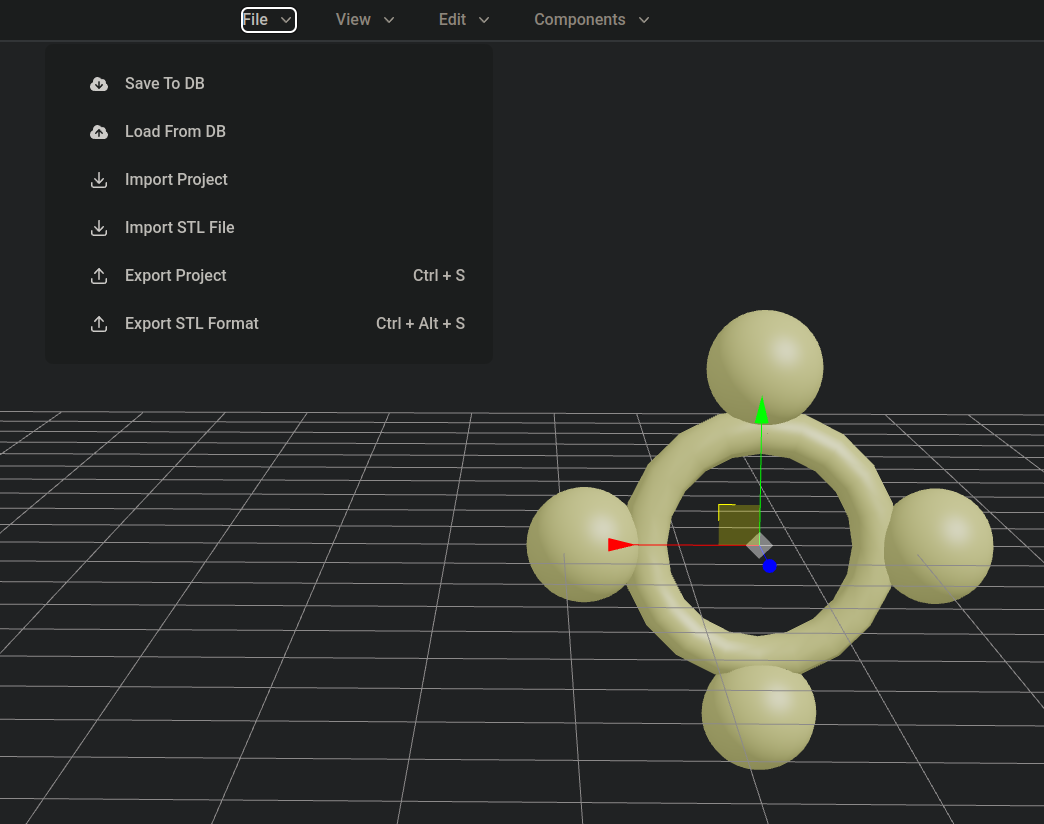 File View Edit Components
Save To DB
Load From DB
Import Project
Import STL File
Export Project Ctrl + S
Export STL Format Ctrl + Alt + S